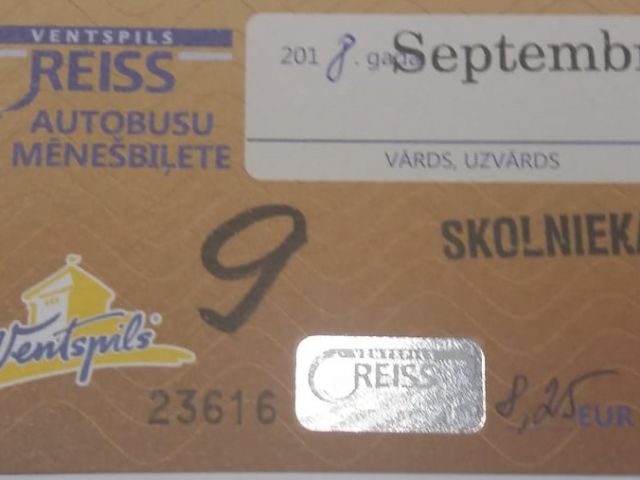 VENTSPILS
REISS
AUTOBUSU
MĒNEŠBIĻETE
2018. gada Septembr
VĀRDS, UZVĀRDS
9
SKOLNIEKA
Ventspils
23616
REISS
8,25 EUR